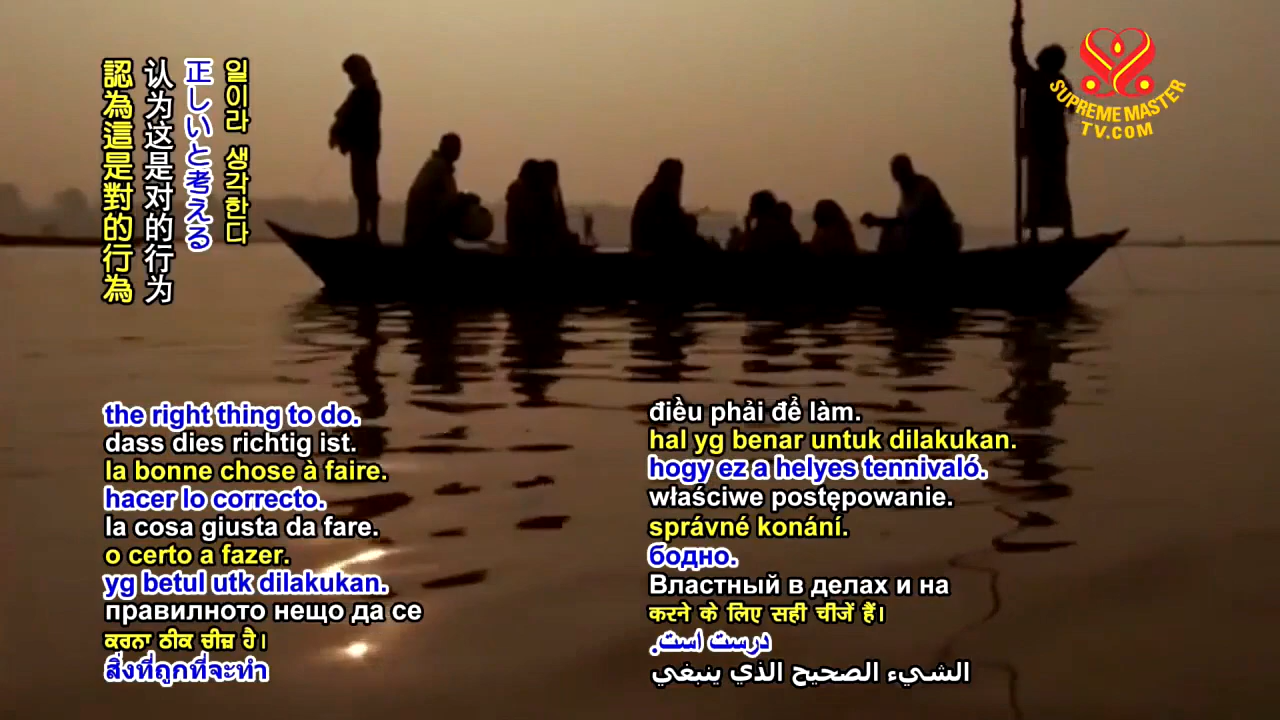 認為這是對的行為
认为这是对的行为
正しいと考える
일이라 생각한다
SUPREME MASTER
TV.COM
the right thing to do.
dass dies richtig ist.
la bonne chose à faire.
hacer lo correcto.
la cosa giusta da fare.
o certo a fazer.
yg betul utk dilakukan.
правилното нещо да се
ਕਰਨਾ ਠੀਕ ਚੀਜ਼ ਹੈ।
สิ่งที่ถูกที่จะทำ
điều phải để làm.
hal yg benar untuk dilakukan.
hogy ez a helyes tennivaló.
właściwe postępowanie.
správné konání.
бодно.
Властный в делах и на
करने के लिए सही चीजें हैं।
درست است.
الشيء الصحيح الذي ينبغي